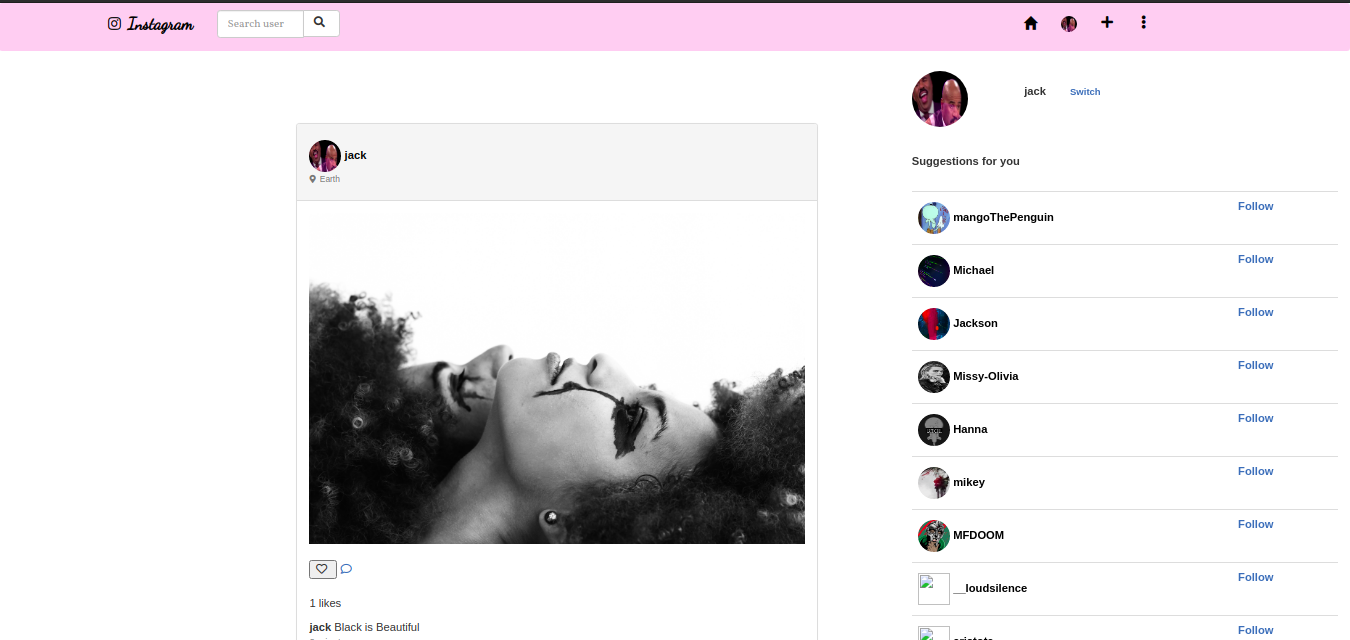 Instagram
Search user
jack Switch
Suggestions for you
jack
Earth
mangoThePenguin Follow
Michael Follow
Jackson Follow
Missy-Olivia Follow
Hanna Follow
mikey Follow
MFDOOM Follow
__loudsilence Follow
Follow
1 likes
jack Black is Beautiful